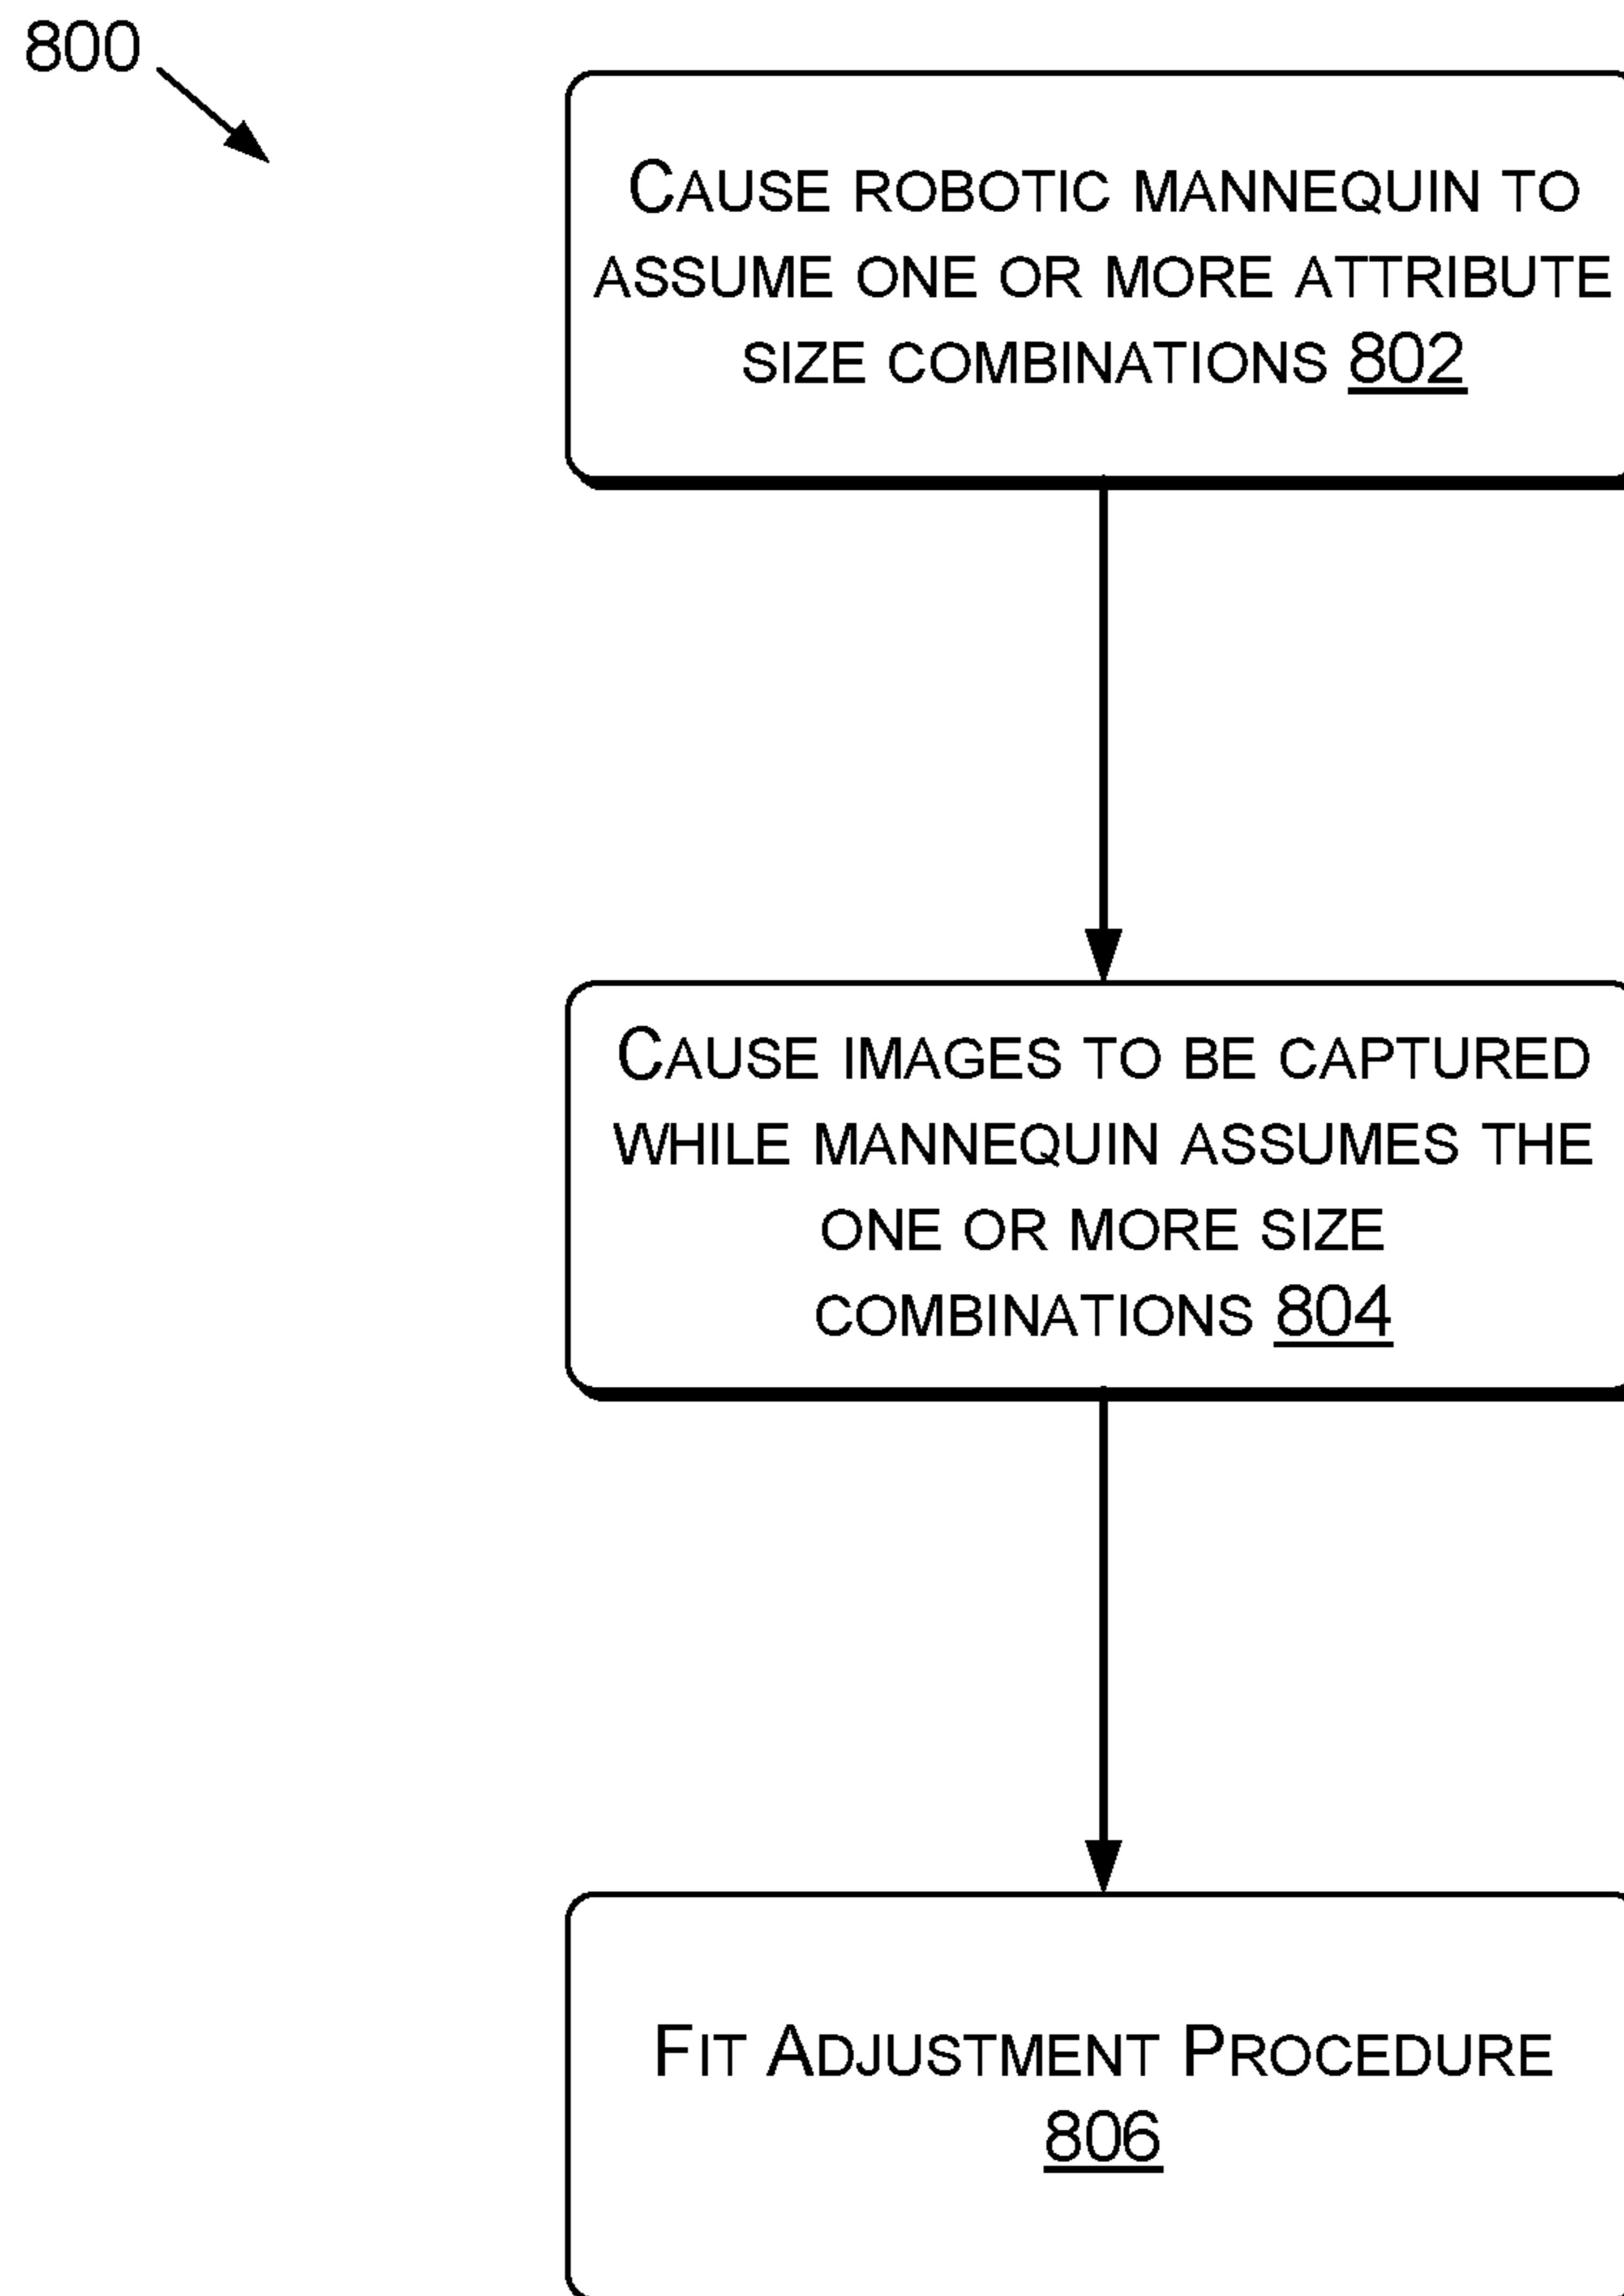 800
CAUSE ROBOTIC MANNEQUIN TO
ASSUME ONE OR MORE ATTRIBUTE
SIZE COMBINATIONS 802
CAUSE IMAGES TO BE CAPTURED
WHILE MANNEQUIN ASSUMES THE
ONE OR MORE SIZE
COMBINATIONS 804
FIT ADJUSTMENT PROCEDURE
806